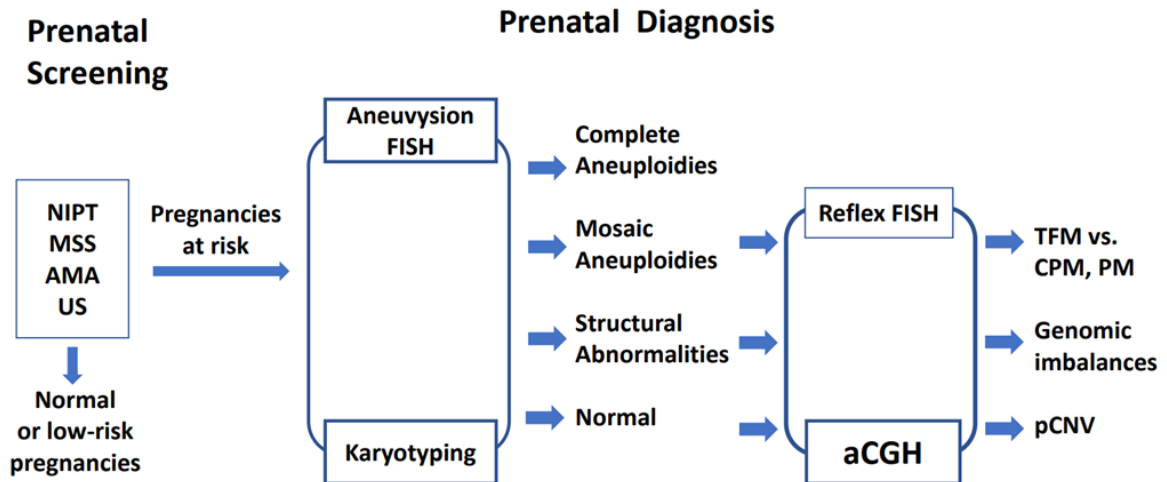 Prenatal
Screening
Prenatal Diagnosis
NIPT
MSS
AMA
US
Pregnancies
at risk
Normal
or low-risk
pregnancies
Aneuvysion
FISH
Karyotyping
Complete
Aneuploidies
Mosaic
Aneuploidies
Structural
Abnormalities
Normal
Reflex FISH
aCGH
TFM vs.
CPM, PM
Genomic
imbalances
pCNV